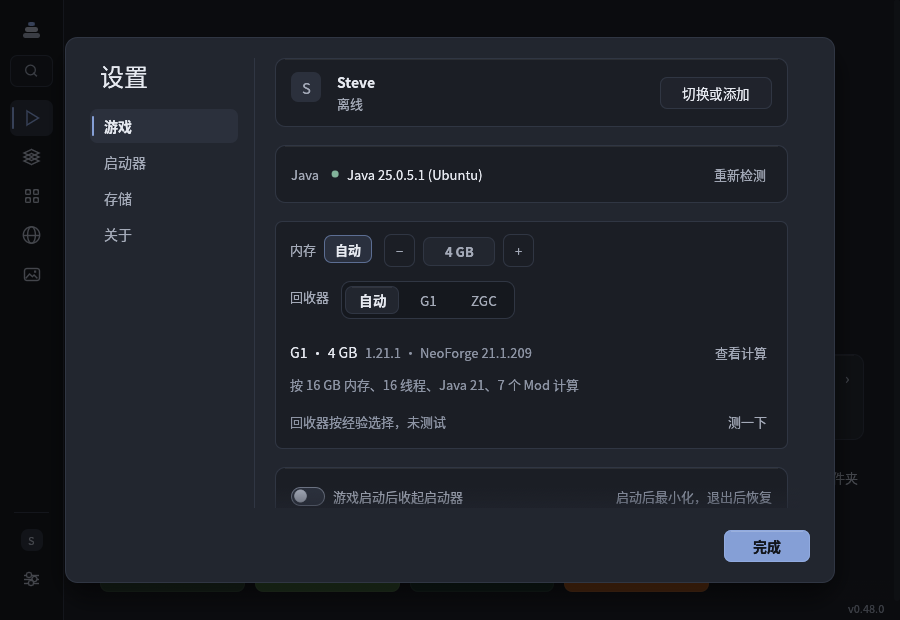 设置
游戏
启动器
存储
关于
S
Steve
离线
切换或添加
Java
Java 25.0.5.1 (Ubuntu)
重新检测
内存
自动
−
4 GB
+
回收器
自动
G1
ZGC
G1 · 4 GB 1.21.1 · NeoForge 21.1.209
查看计算
按 16 GB 内存、16 线程、Java 21、7 个 Mod 计算
回收器按经验选择，未测试
测一下
游戏启动后收起启动器
启动后最小化，退出后恢复
完成
件夹
S
v0.48.0